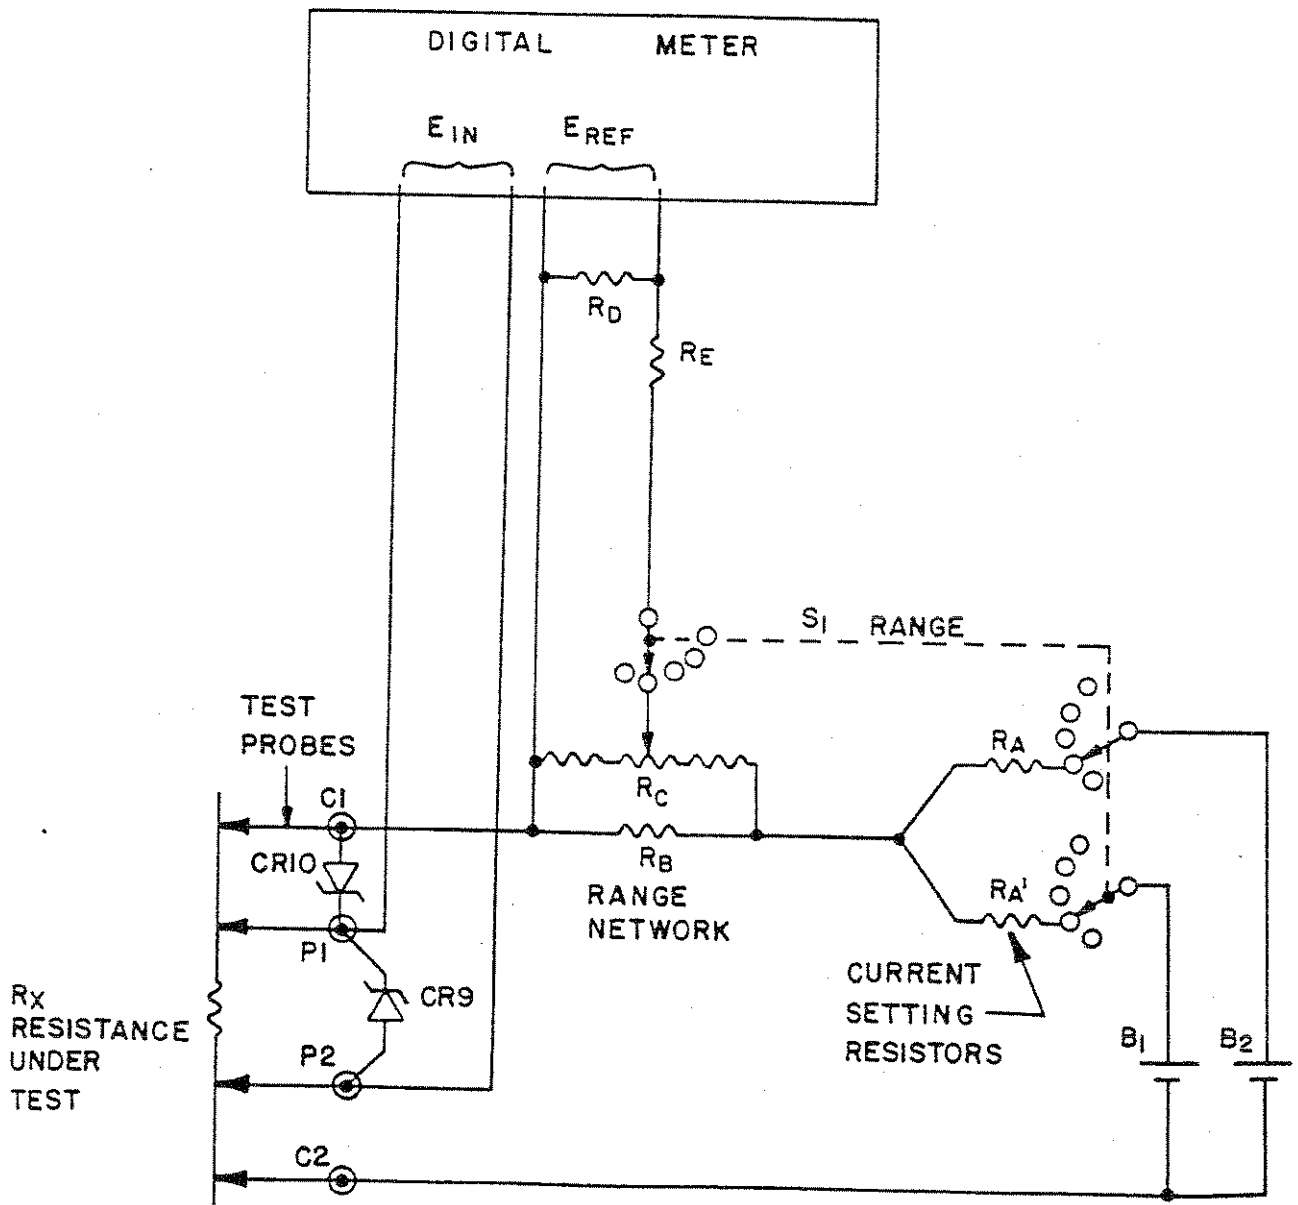 DIGITAL METER
E IN
E REF
RD
RE
S1 RANGE
TEST
PROBES
C1
RC
RA
CR10
RB
RANGE
NETWORK
RA'
P1
CR9
RX
RESISTANCE
UNDER
TEST
P2
CURRENT
SETTING
RESISTORS
B1
B2
C2